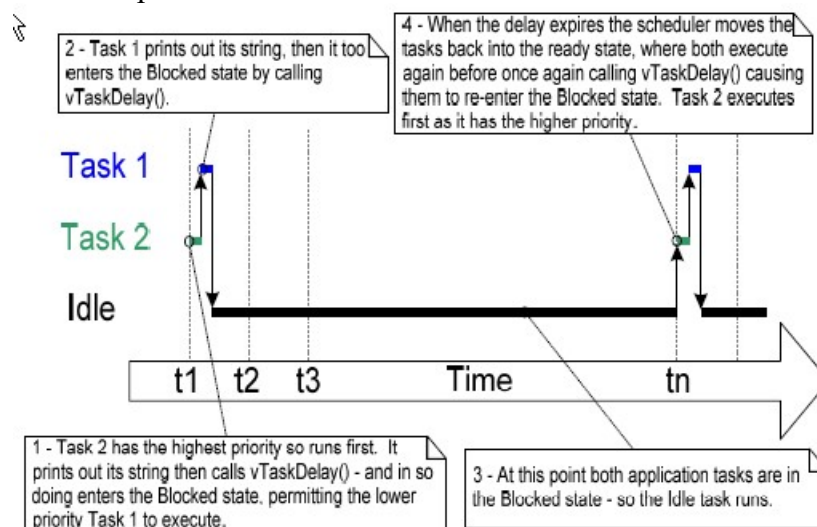 2 - Task 1 prints out its string, then it too
enters the Blocked state by calling
vTaskDelay().
4 - When the delay expires the scheduler moves the
tasks back into the ready state, where both execute
again before once again calling vTaskDelay() causing
them to re-enter the Blocked state. Task 2 executes
first as it has the higher priority.
Task 1
Task 2
Idle
t1
t2
t3
Time
tn
1 - Task 2 has the highest priority so runs first. It
prints out its string then calls vTaskDelay() - and in so
doing enters the Blocked state, permitting the lower
priority Task 1 to execute.
3 - At this point both application tasks are in
the Blocked state - so the Idle task runs.